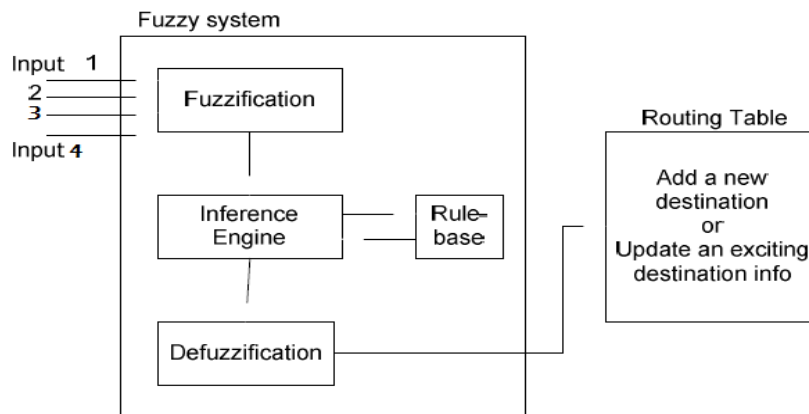 Fuzzy system
Input 1
2
3
Input 4
Fuzzification
Inference
Engine
Rule-
base
Defuzzification
Routing Table
Add a new
destination
or
Update an exciting
destination info